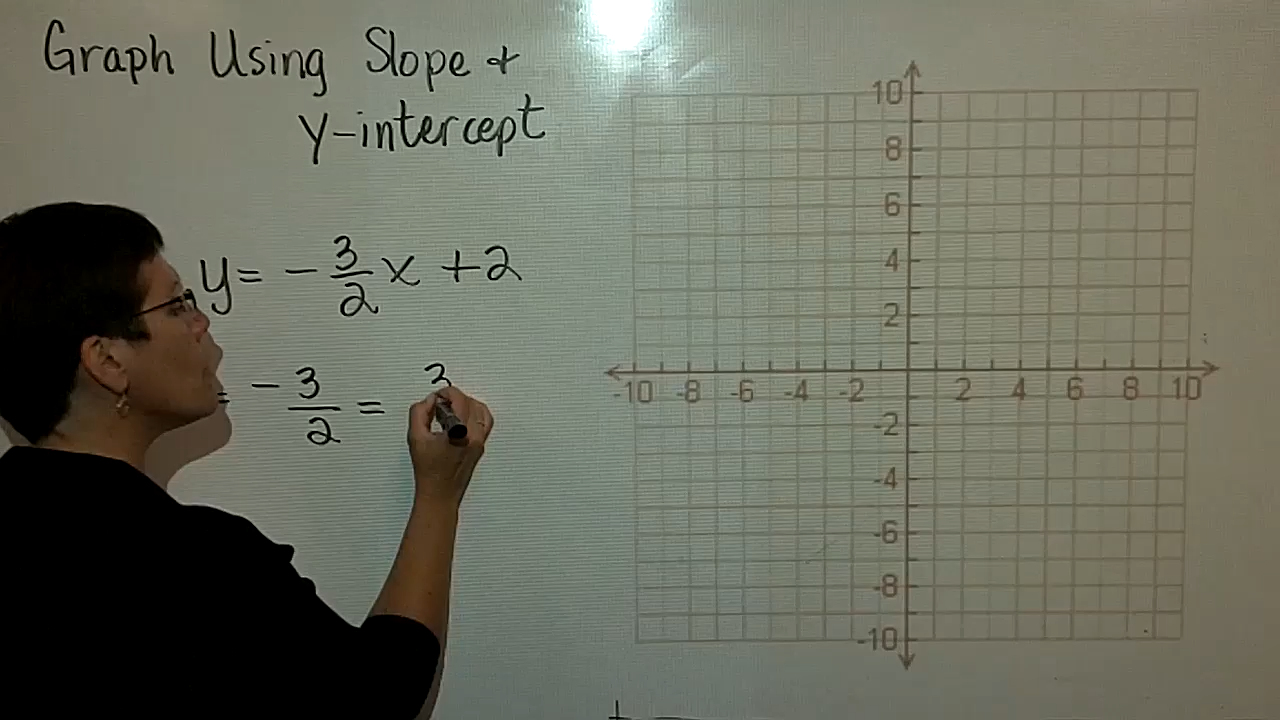 Graph Using Slope +
y-intercept
y = -3/2 x + 2
= -3/2 = 3
10
8
6
4
2
-10 -8 -6 -4 -2 2 4 6 8 10
-2
-4
-6
-8
-10